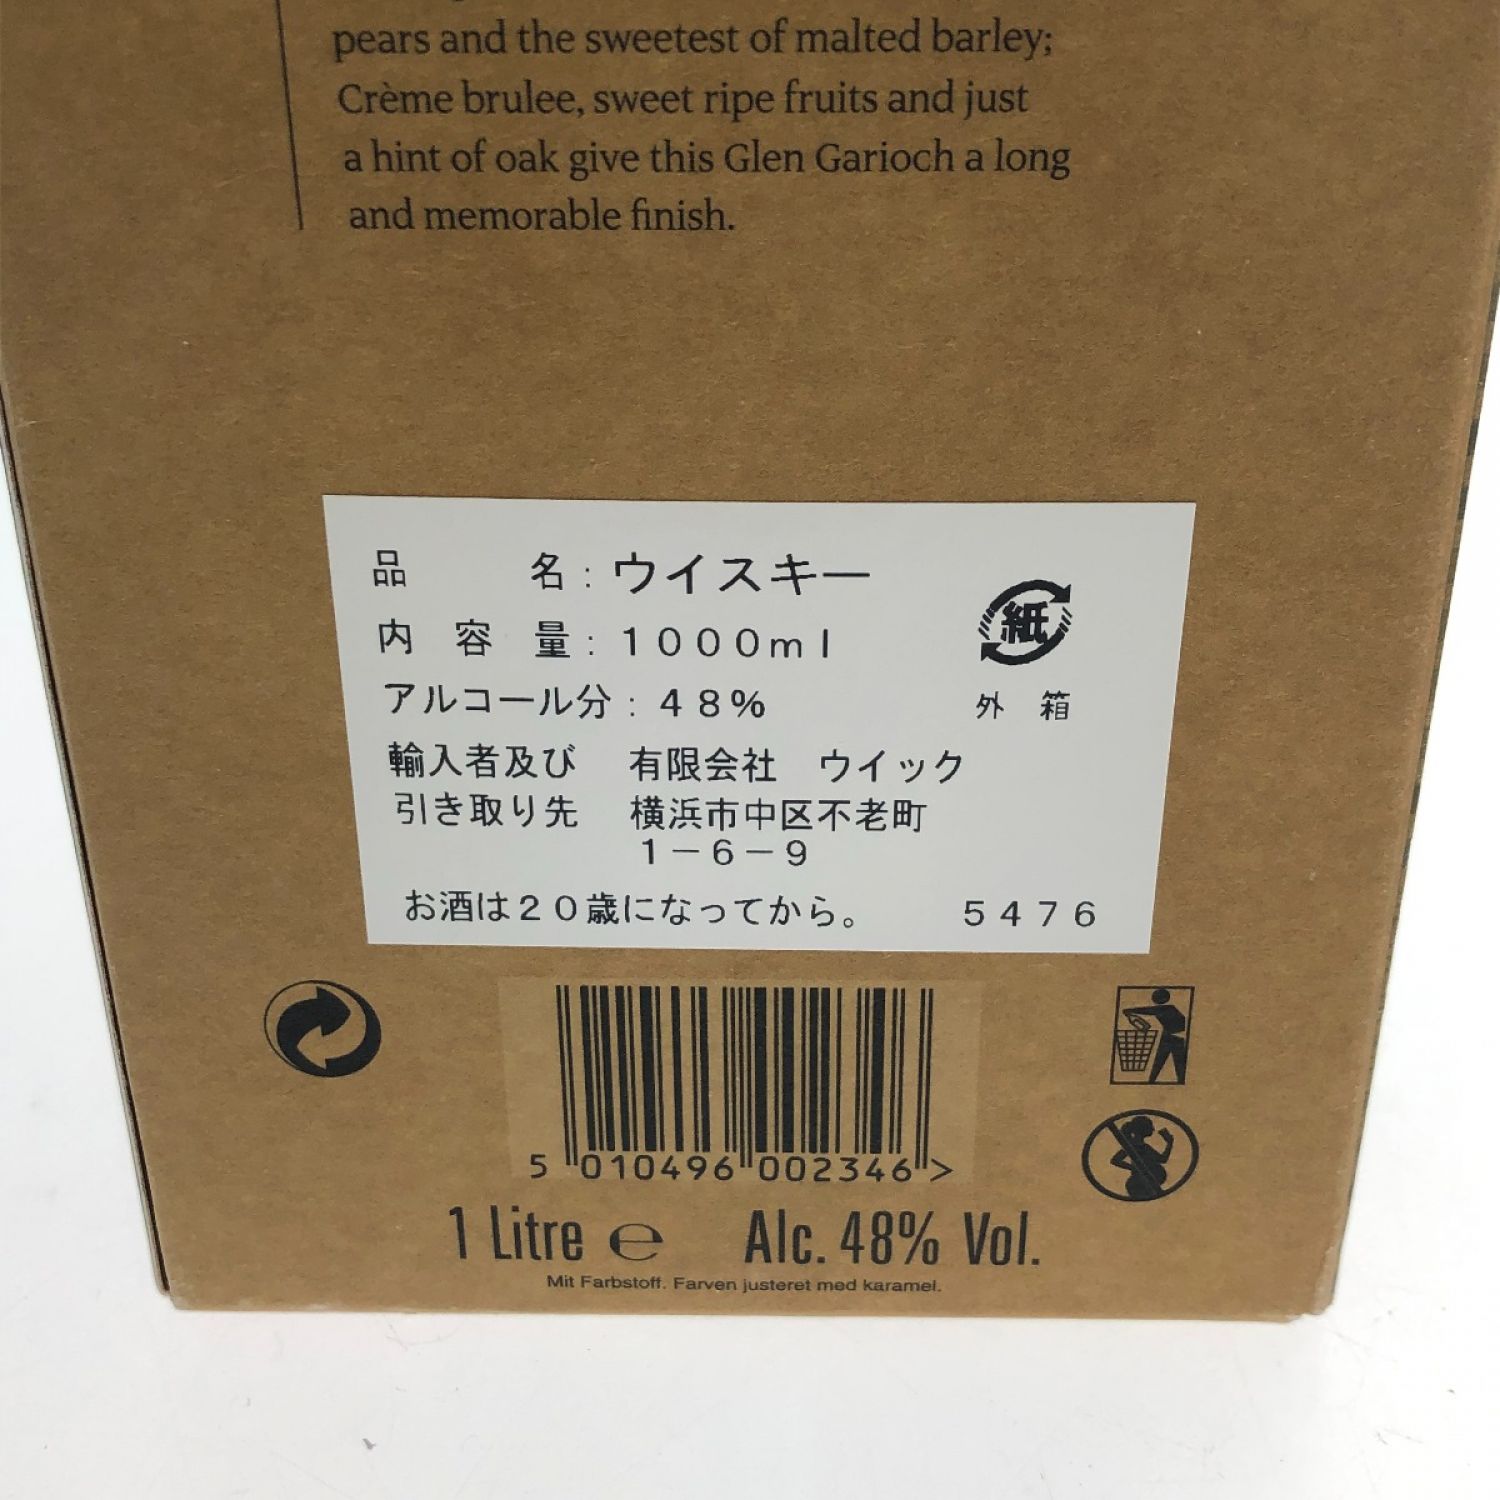 pears and the sweetest of malted barley;
Crème brulee, sweet ripe fruits and just
a hint of oak give this Glen Garioch a long
and memorable finish.
品 名：ウイスキー
内 容 量：１０００ｍｌ
紙
アルコール分：４８％
外 箱
輸入者及び 有限会社 ウイック
引き取り先 横浜市中区不老町
１－６－９
お酒は２０歳になってから。 ５４７６
5 010496 002346 >
1 Litre ℮ Alc. 48% Vol.
Mit Farbstoff. Farven justeret med karamel.